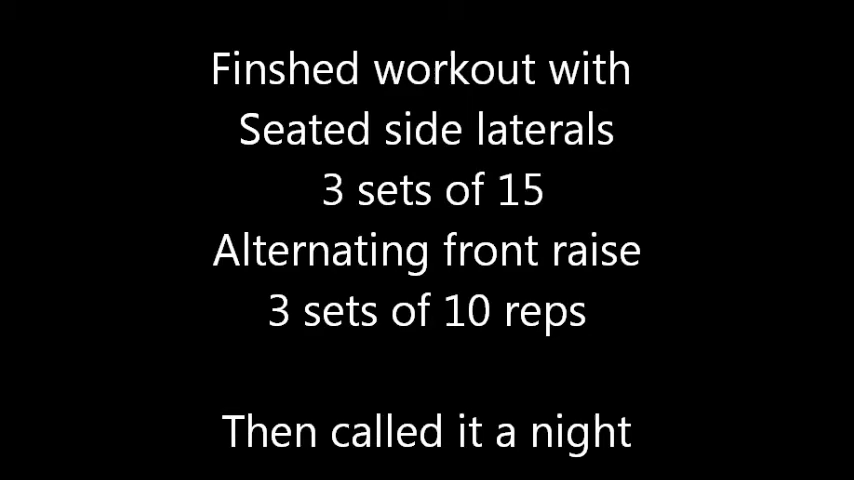 Finshed workout with
Seated side laterals
3 sets of 15
Alternating front raise
3 sets of 10 reps
Then called it a night